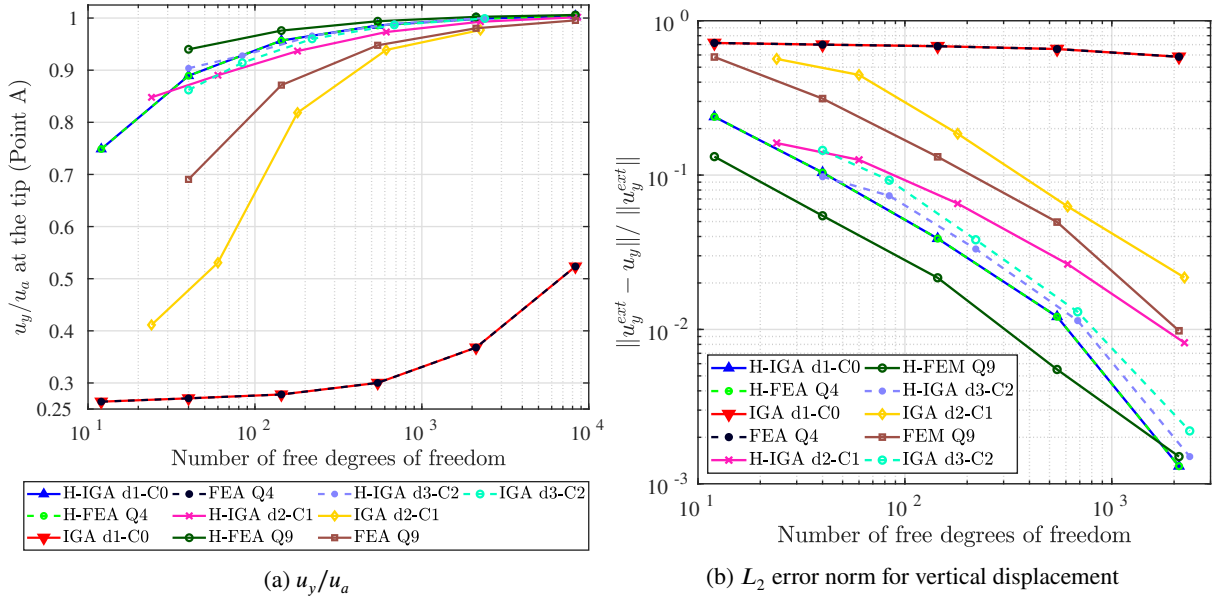 1
0.9
0.8
0.7
0.6
0.5
0.4
0.3
0.25
u_y/u_a at the tip (Point A)
10^1 10^2 10^3 10^4
Number of free degrees of freedom
H-IGA d1-C0 FEA Q4 H-IGA d3-C2 IGA d3-C2
H-FEA Q4 H-IGA d2-C1 IGA d2-C1
IGA d1-C0 H-FEA Q9 FEA Q9
(a) u_y/u_a
10^0
10^{-1}
10^{-2}
10^{-3}
||u_y^{ext} − u_y||/ ||u_y^{ext}||
H-IGA d1-C0 H-FEM Q9
H-FEA Q4 H-IGA d3-C2
IGA d1-C0 IGA d2-C1
FEA Q4 FEM Q9
H-IGA d2-C1 IGA d3-C2
10^1 10^2 10^3
Number of free degrees of freedom
(b) L_2 error norm for vertical displacement